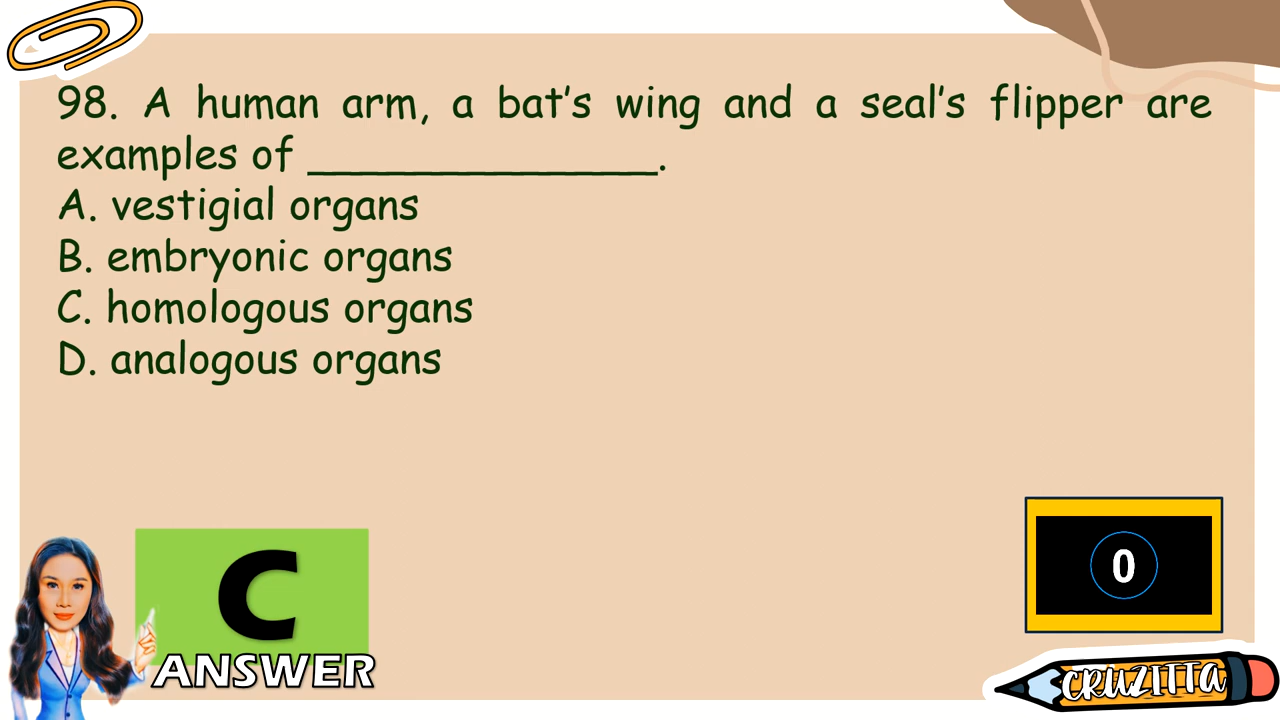 98. A human arm, a bat's wing and a seal's flipper are
examples of _____________.
A. vestigial organs
B. embryonic organs
C. homologous organs
D. analogous organs
C
ANSWER
0
CRUZITTA